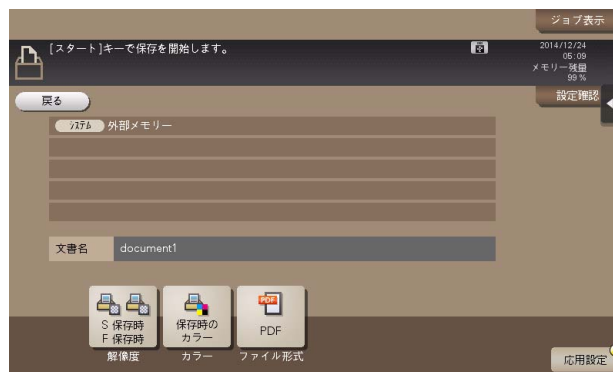 ジョブ表示
[スタート]キーで保存を開始します。
2014/12/24
05:09
メモリー残量
99 %
戻る
設定確認
システム 外部メモリー
文書名 document1
S 保存時
F 保存時
解像度
保存時の
カラー
カラー
PDF
PDF
ファイル形式
応用設定